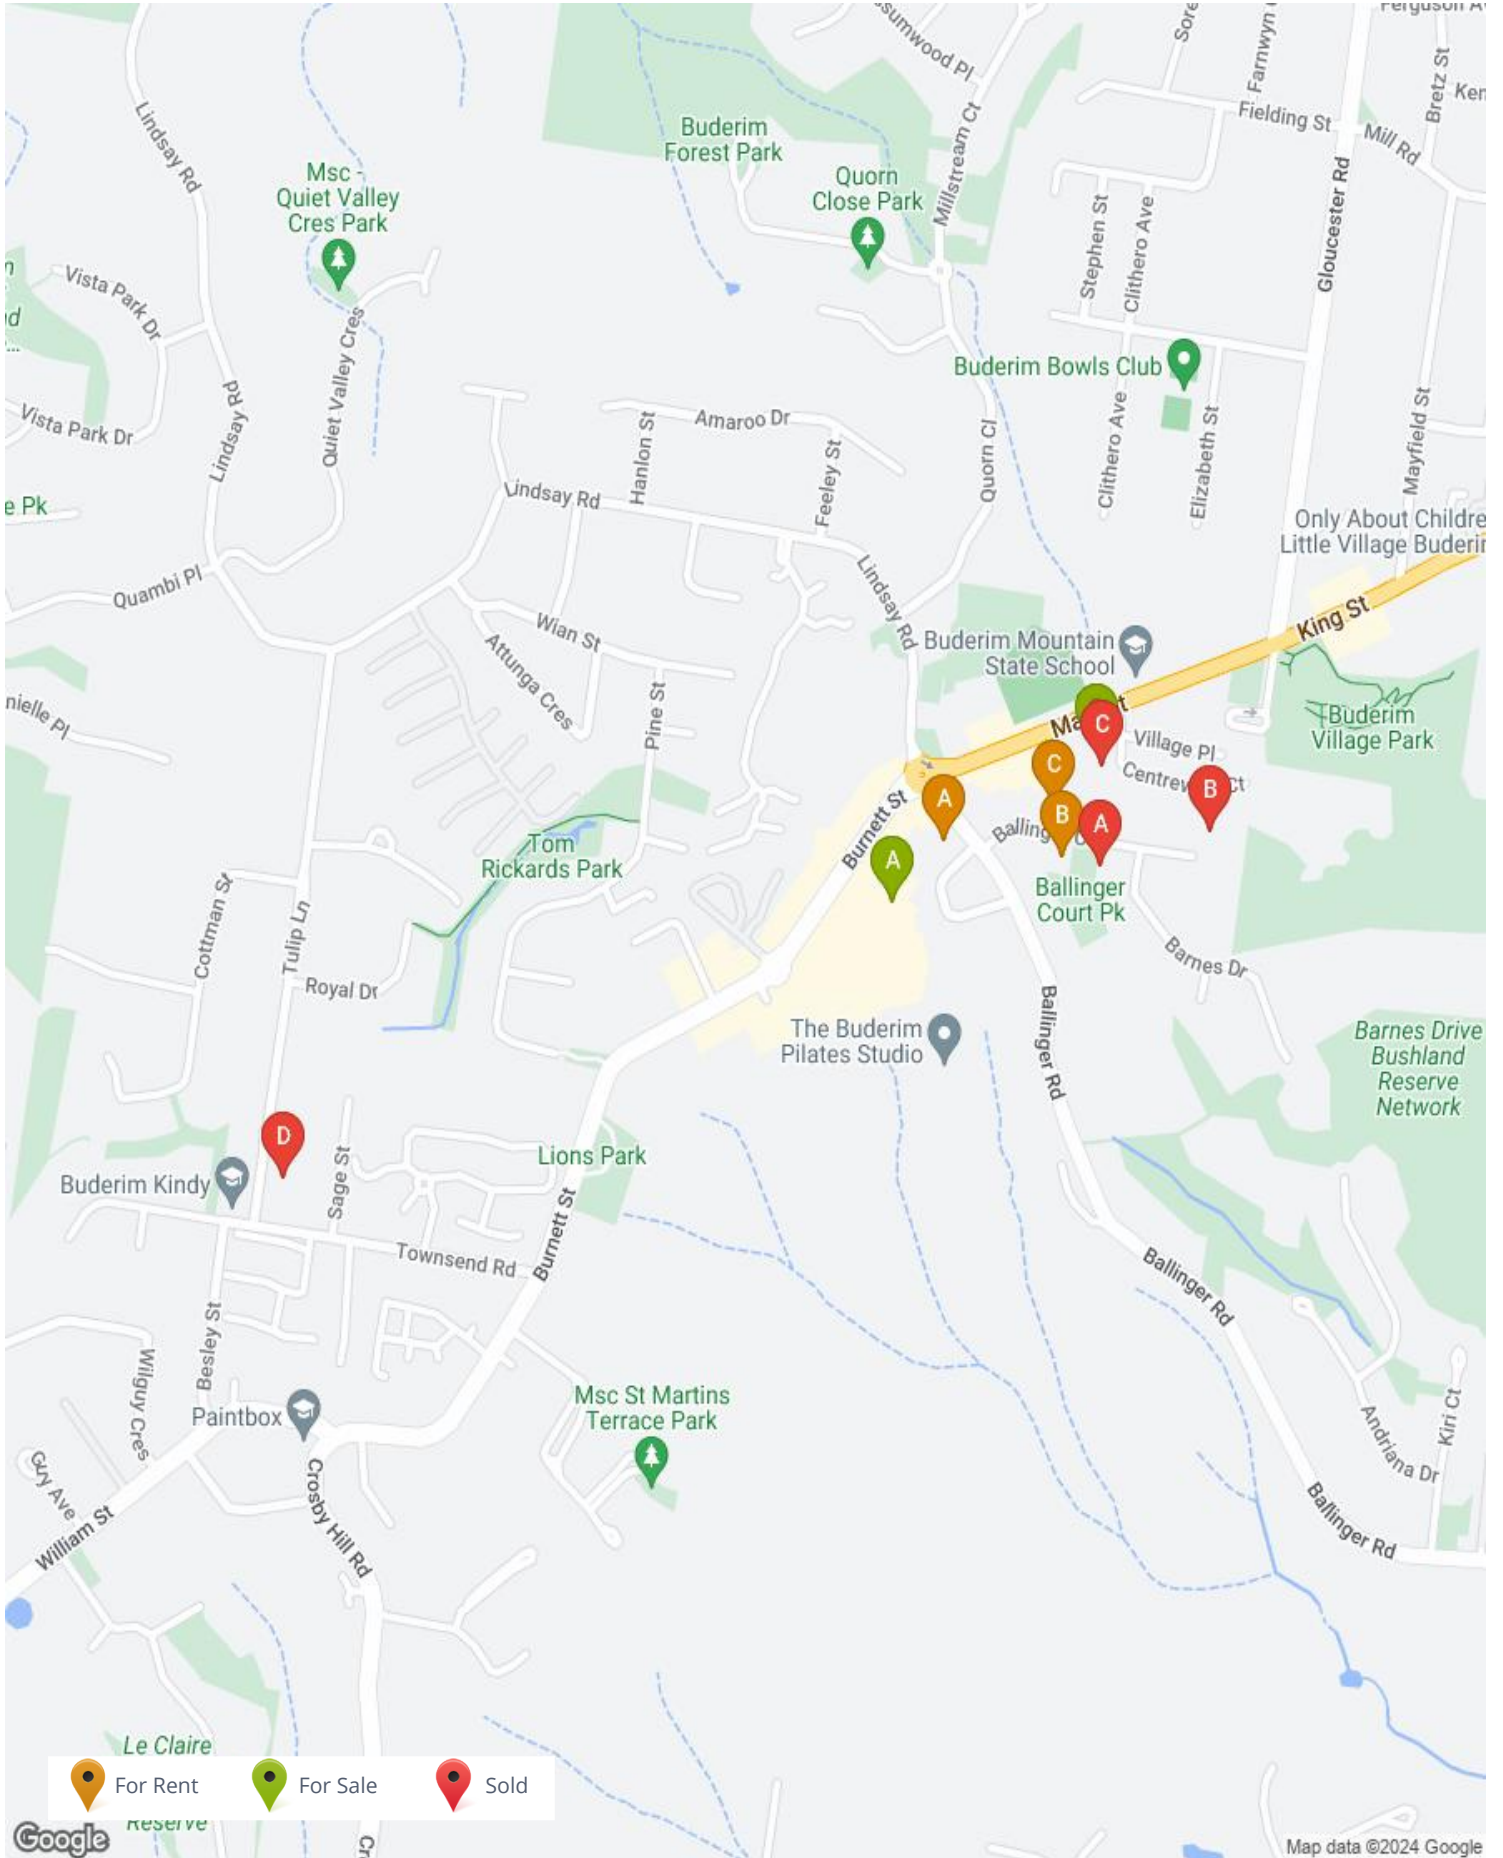 Possumwood Pl
Millstream Ct
Fielding St
Mill Rd
Bretz St
Gloucester Rd
Lindsay Rd
Buderim
Forest Park
Msc -
Quiet Valley
Cres Park
Quorn
Close Park
Stephen St
Clithero Ave
Vista Park Dr
Quiet Valley Cres
Buderim Bowls Club
Vista Park Dr
Lindsay Rd
Hanlon St
Amaroo Dr
Feeley St
Quorn Cl
Clithero Ave
Elizabeth St
Mayfield St
Lindsay Rd
e Pk
Only About Childre
Little Village Buderim
Quambi Pl
Lindsay Rd
Wian St
Attunga Cres
King St
Buderim Mountain
State School
Pine St
nielle Pl
C
Village Pl
Buderim
Village Park
C
B
A
B
A
A
Burnett St
Tom
Rickards Park
Ballinger
Court Pk
Cottman St
Tulip Ln
Royal Dr
Barnes Dr
The Buderim
Pilates Studio
Ballinger Rd
Barnes Drive
Bushland
Reserve
Network
D
Lions Park
Buderim Kindy
Sage St
Burnett St
Townsend Rd
Ballinger Rd
Besley St
Wilguy Cres
Paintbox
Msc St Martins
Terrace Park
Kiri Ct
Andriana Dr
Guy Ave
William St
Crosby Hill Rd
Ballinger Rd
Le Claire
For Rent
For Sale
Sold
Reserve
Google
Map data ©2024 Google